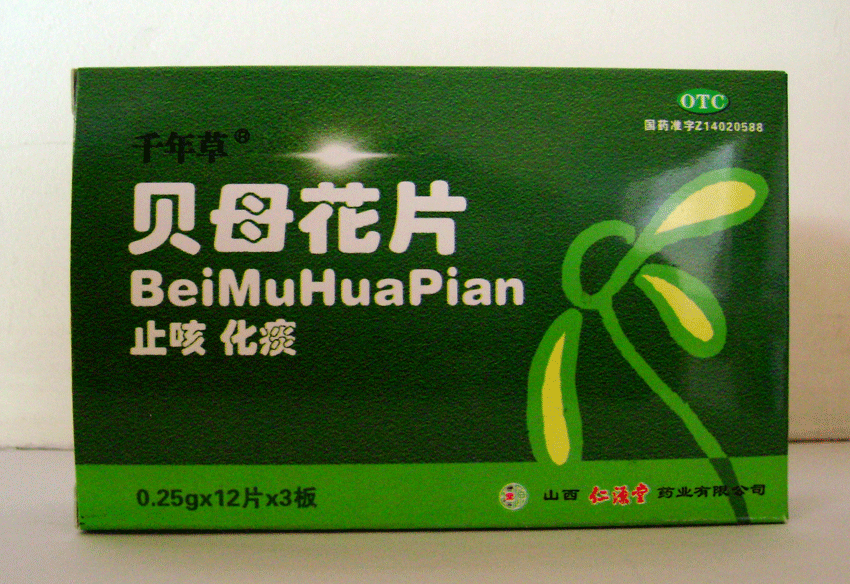 OTC
国药准字Z14020588
千年草®
贝母花片
BeiMuHuaPian
止咳 化痰
0.25gx12片x3板
山西 仁源堂 药业有限公司